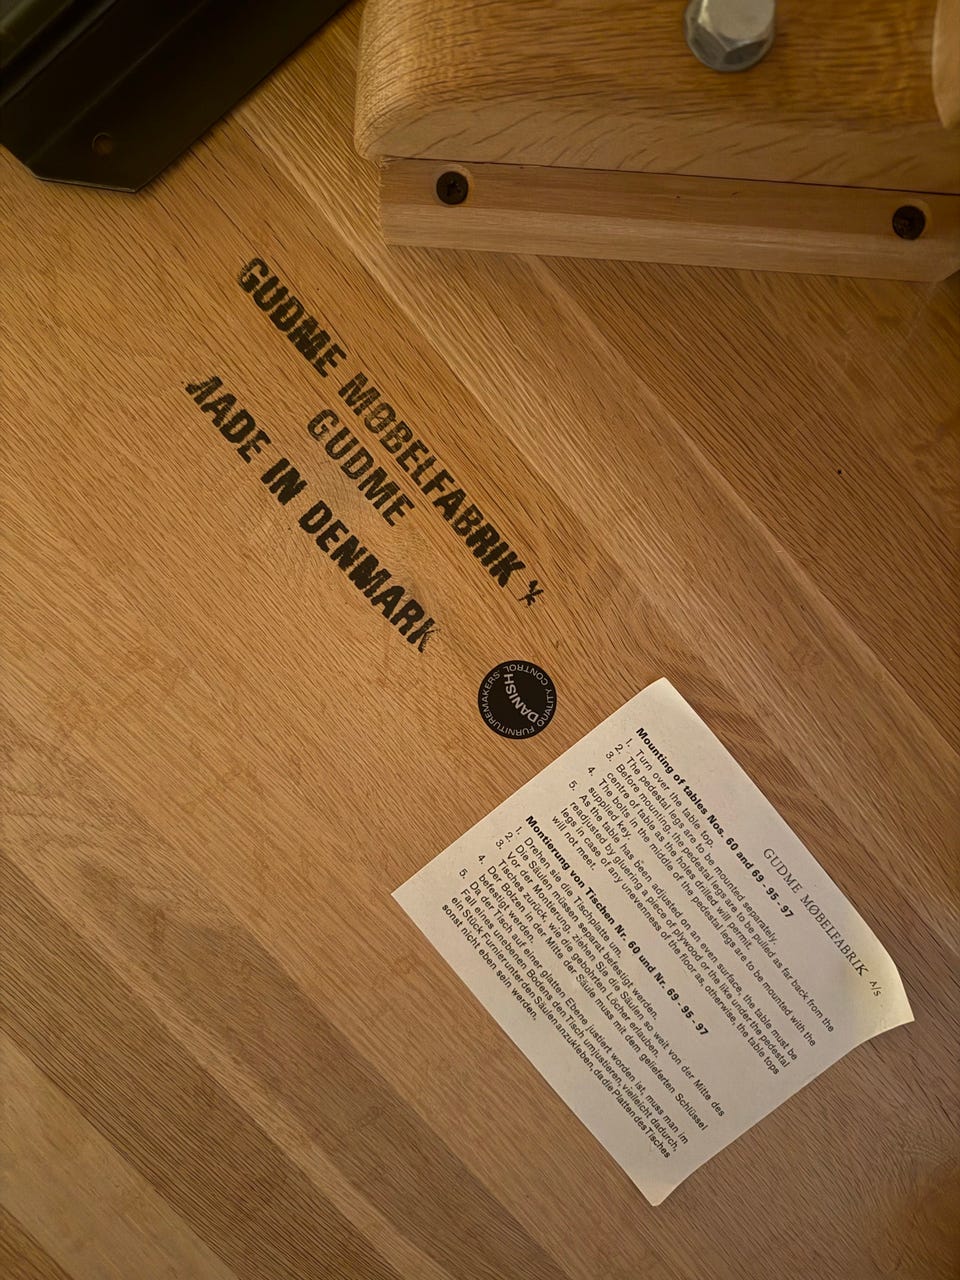 GUDME MØBELFABRIK A/S
GUDME
MADE IN DENMARK
DANISH
FURNITUREMAKERS'
QUALITY CONTROL
GUDME MØBELFABRIK A/S
Mounting of tables Nos. 60 and 69 - 95 - 97
1. Turn over the table top.
2. The pedestal legs are to be mounted separately.
3. Before mounting, the pedestal legs are to be pulled as far back from the
centre of table as the holes drilled will permit.
4. The bolts in the middle of the pedestal legs are to be mounted with the
supplied key.
5. As the table has been adjusted on an even surface, the table must be
readjusted by gluering a piece of plywood or the like under the pedestal
legs in case of any unevenness of the floor as, otherwise, the table tops
will not meet.
Montierung von Tischen Nr. 60 und Nr. 69 - 95 - 97
1. Drehen sie die Tischplatte um.
2. Die Säulen müssen separat befestigt werden.
3. Vor der Montierung, ziehen Sie die Säulen so weit von der Mitte des
Tisches zurück, wie die gebohrten Löcher erlauben.
4. Der Bolzen in der Mitte der Säule muss mit dem gelieferten Schlüssel
befestigt werden.
5. Da der Tisch auf einer glatten Ebene justiert worden ist, muss man im
Fall eines unebenen Bodens den Tisch umjustieren, vielleicht dadurch,
ein Stück Furnier unter den Säulen anzukleben, da die Platten des Tisches
sonst nicht eben sein werden.